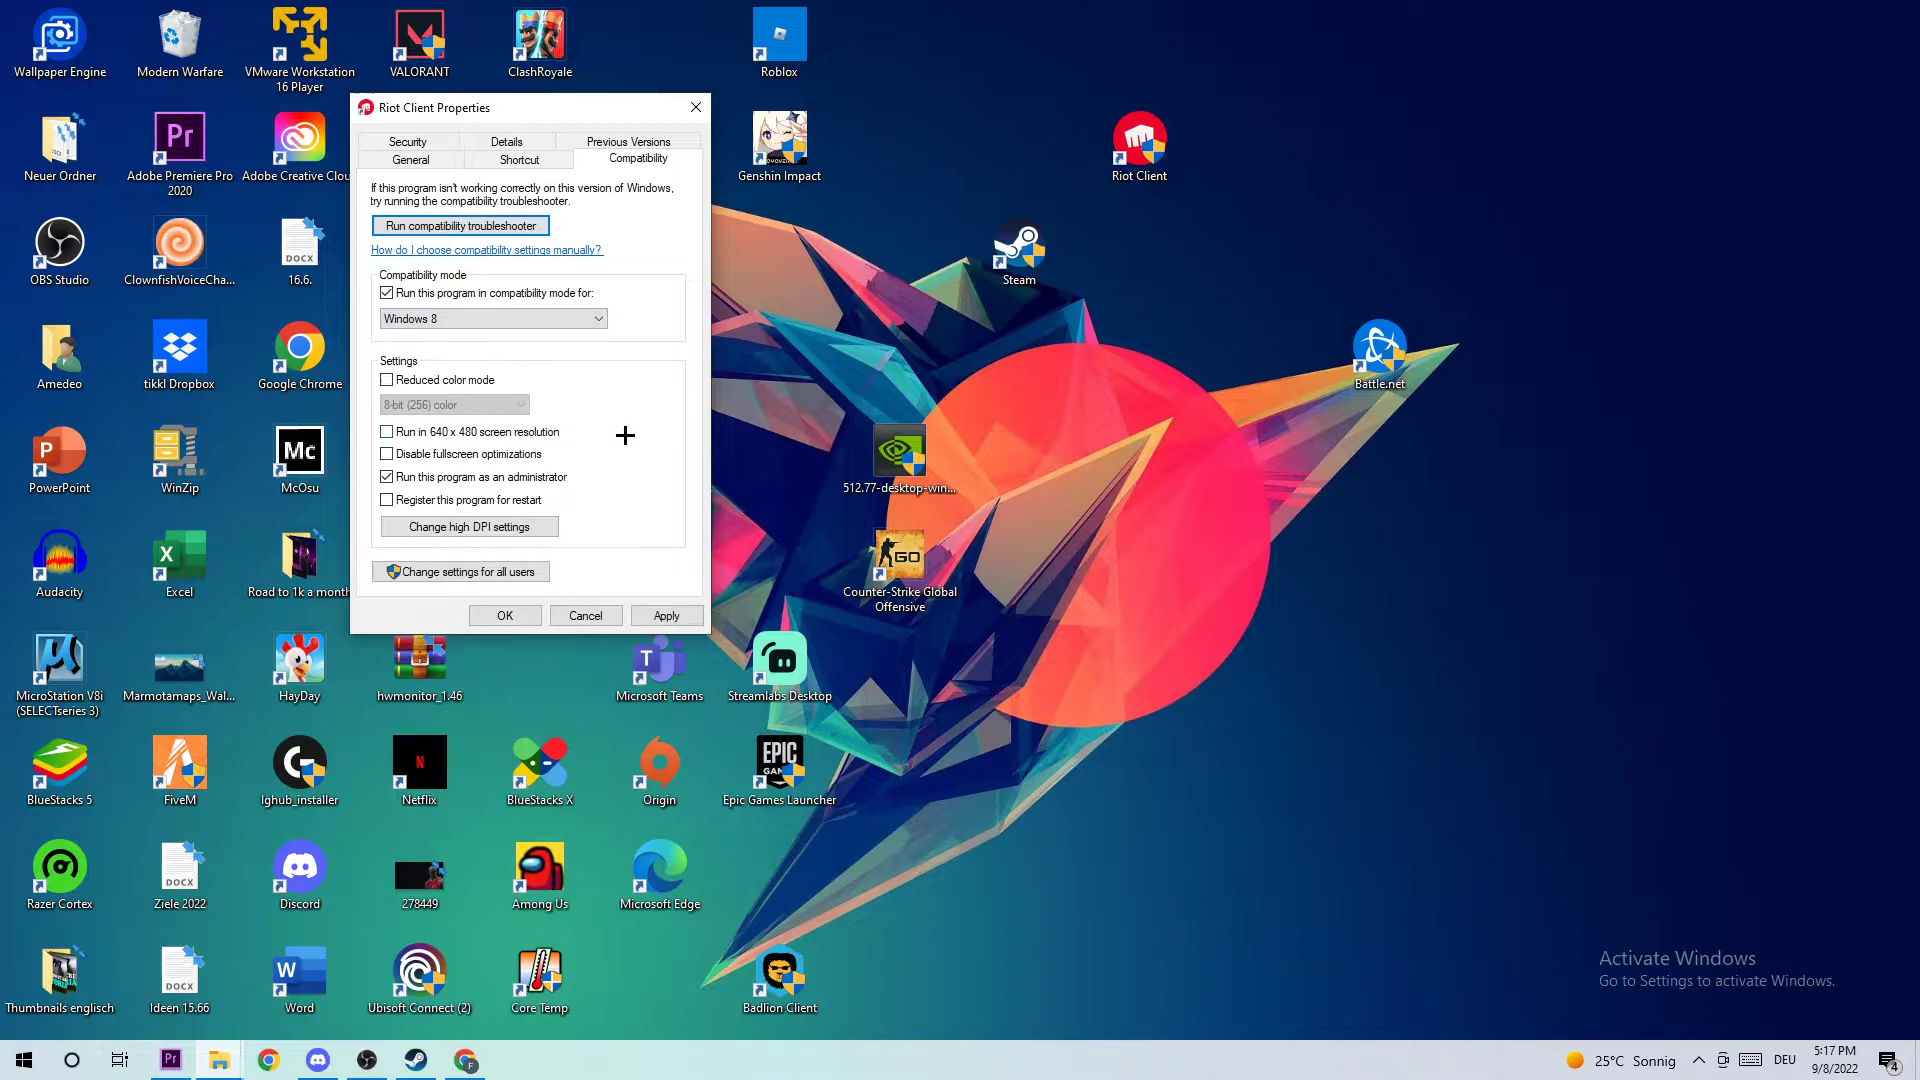 Wallpaper Engine
Modern Warfare
VMware Workstation
16 Player
VALORANT
ClashRoyale
Roblox
Riot Client Properties
Security
Details
Previous Versions
General
Shortcut
Compatibility
If this program isn't working correctly on this version of Windows,
try running the compatibility troubleshooter.
Run compatibility troubleshooter
How do I choose compatibility settings manually?
Compatibility mode
Run this program in compatibility mode for:
Windows 8
Settings
Reduced color mode
8-bit (256) color
Run in 640 x 480 screen resolution
Disable fullscreen optimizations
Run this program as an administrator
Register this program for restart
Change high DPI settings
Change settings for all users
OK
Cancel
Apply
Neuer Ordner
Pr
Adobe Premiere Pro
2020
Adobe Creative Clou
Genshin Impact
Riot Client
OBS Studio
ClownfishVoiceCha...
DOCX
16.6.
Steam
Amedeo
tikkl Dropbox
Google Chrome
Battle.net
P
PowerPoint
WinZip
Mc
McOsu
512.77-desktop-win...
Audacity
X
Excel
Road to 1k a month
GO
Counter-Strike Global
Offensive
MicroStation V8i
(SELECTseries 3)
Marmotamaps_Wal...
HayDay
hwmonitor_1.46
T
Microsoft Teams
Streamlabs Desktop
BlueStacks 5
FiveM
lghub_installer
N
Netflix
BlueStacks X
Origin
EPIC
GAMES
Epic Games Launcher
Razer Cortex
DOCX
Ziele 2022
Discord
278449
Among Us
Microsoft Edge
Thumbnails englisch
DOCX
Ideen 15.66
W
Word
Ubisoft Connect (2)
Core Temp
Badlion Client
Activate Windows
Go to Settings to activate Windows.
Pr
F
25°C Sonnig
DEU
5:17 PM
9/8/2022
4